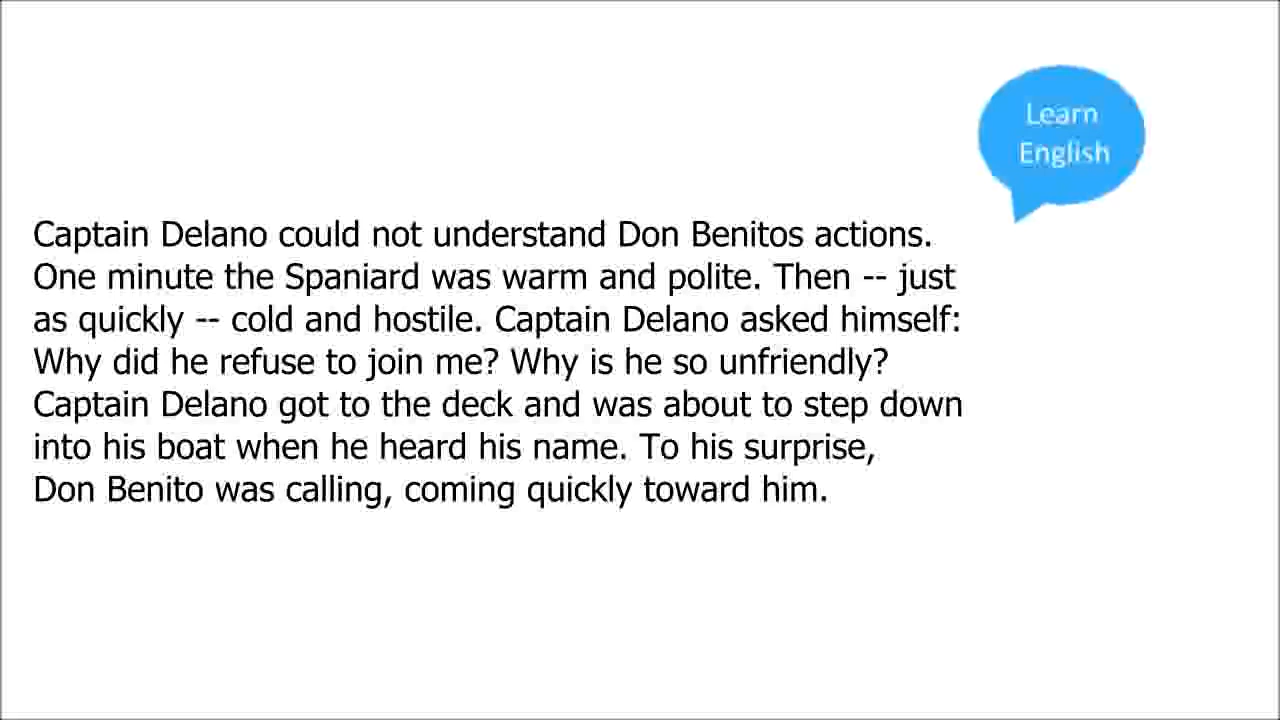 Learn
English
Captain Delano could not understand Don Benitos actions.
One minute the Spaniard was warm and polite. Then -- just
as quickly -- cold and hostile. Captain Delano asked himself:
Why did he refuse to join me? Why is he so unfriendly?
Captain Delano got to the deck and was about to step down
into his boat when he heard his name. To his surprise,
Don Benito was calling, coming quickly toward him.